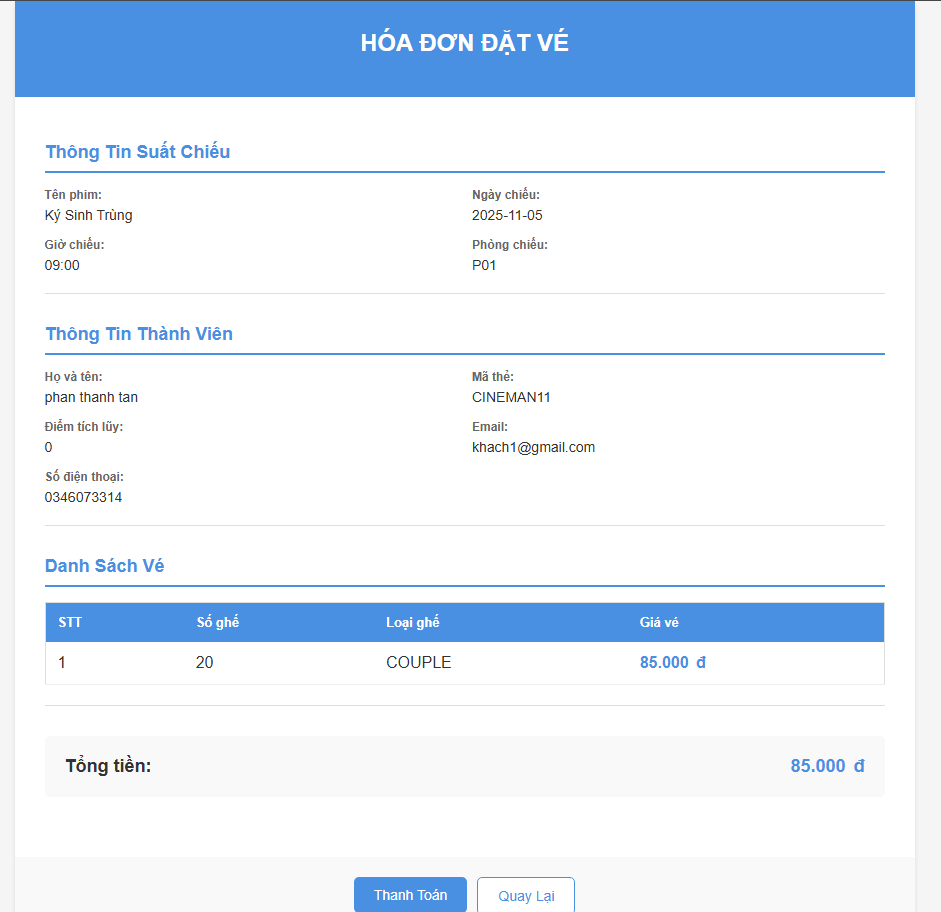 HÓA ĐƠN ĐẶT VÉ
Thông Tin Suất Chiếu
Tên phim:
Ký Sinh Trùng
Ngày chiếu:
2025-11-05
Giờ chiếu:
09:00
Phòng chiếu:
P01
Thông Tin Thành Viên
Họ và tên:
phan thanh tan
Mã thẻ:
CINEMAN11
Điểm tích lũy:
0
Email:
khach1@gmail.com
Số điện thoại:
0346073314
Danh Sách Vé
STT Số ghế Loại ghế Giá vé
1 20 COUPLE 85.000 đ
Tổng tiền: 85.000 đ
Thanh Toán Quay Lại